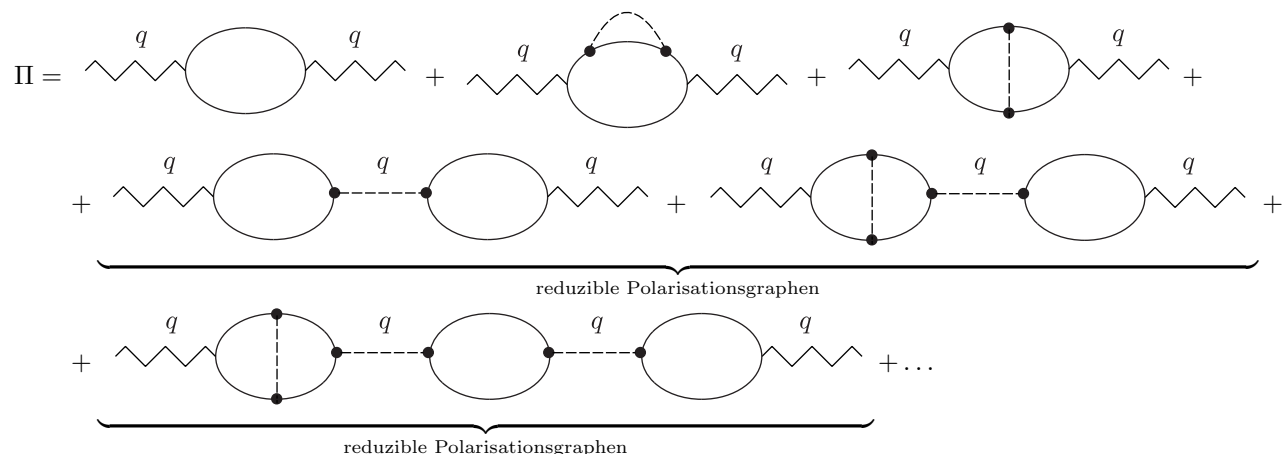 Π = q q + q q + q q +
+ q q q + q q q +
reduzible Polarisationsgraphen
+ q q q q + ...
reduzible Polarisationsgraphen